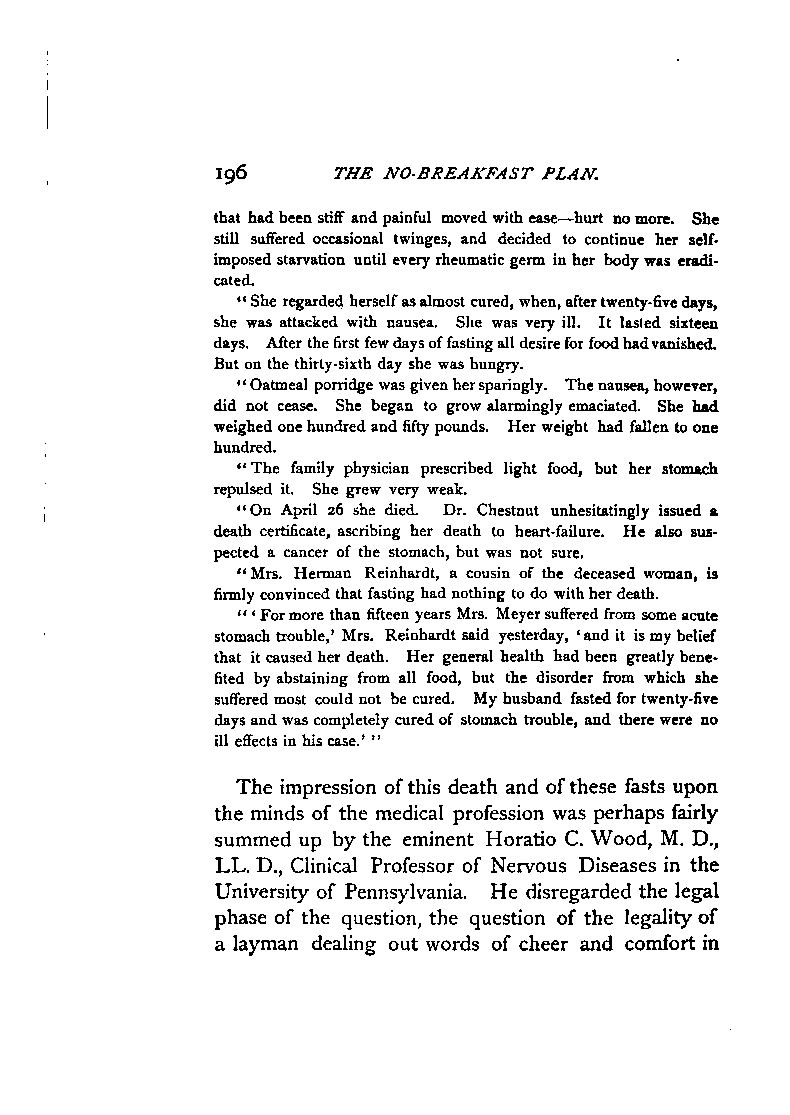 196 THE NO-BREAKFAST PLAN.
that had been stiff and painful moved with ease—hurt no more. She
still suffered occasional twinges, and decided to continue her self-
imposed starvation until every rheumatic germ in her body was eradi-
cated.
“She regarded herself as almost cured, when, after twenty-five days,
she was attacked with nausea. She was very ill. It lasted sixteen
days. After the first few days of fasting all desire for food had vanished.
But on the thirty-sixth day she was hungry.
“Oatmeal porridge was given her sparingly. The nausea, however,
did not cease. She began to grow alarmingly emaciated. She had
weighed one hundred and fifty pounds. Her weight had fallen to one
hundred.
“The family physician prescribed light food, but her stomach
repulsed it. She grew very weak.
“On April 26 she died. Dr. Chestnut unhesitatingly issued a
death certificate, ascribing her death to heart-failure. He also sus-
pected a cancer of the stomach, but was not sure.
“Mrs. Herman Reinhardt, a cousin of the deceased woman, is
firmly convinced that fasting had nothing to do with her death.
“‘For more than fifteen years Mrs. Meyer suffered from some acute
stomach trouble,’ Mrs. Reinhardt said yesterday, ‘and it is my belief
that it caused her death. Her general health had been greatly bene-
fited by abstaining from all food, but the disorder from which she
suffered most could not be cured. My husband fasted for twenty-five
days and was completely cured of stomach trouble, and there were no
ill effects in his case.’”
The impression of this death and of these fasts upon
the minds of the medical profession was perhaps fairly
summed up by the eminent Horatio C. Wood, M. D.,
LL. D., Clinical Professor of Nervous Diseases in the
University of Pennsylvania. He disregarded the legal
phase of the question, the question of the legality of
a layman dealing out words of cheer and comfort in